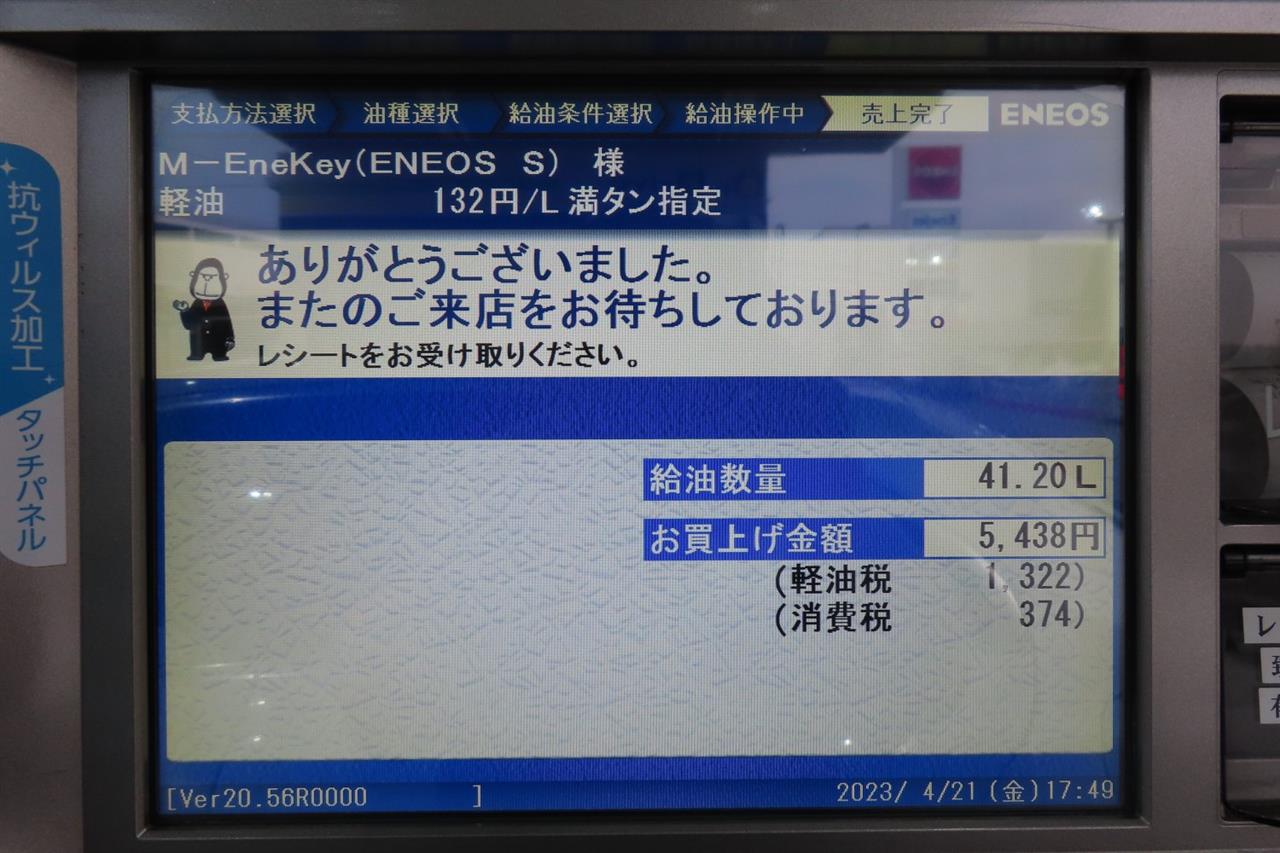 支払方法選択 油種選択 給油条件選択 給油操作中 売上完了 ENEOS
M－EneKey(ENEOS S) 様
軽油 132円/L 満タン指定
ありがとうございました。
またのご来店をお待ちしております。
レシートをお受け取りください。
給油数量 41.20L
お買上げ金額 5,438円
(軽油税 1,322)
(消費税 374)
[Ver20.56R0000 ]
2023/ 4/21(金)17:49
抗ウィルス加工
タッチパネル
レ